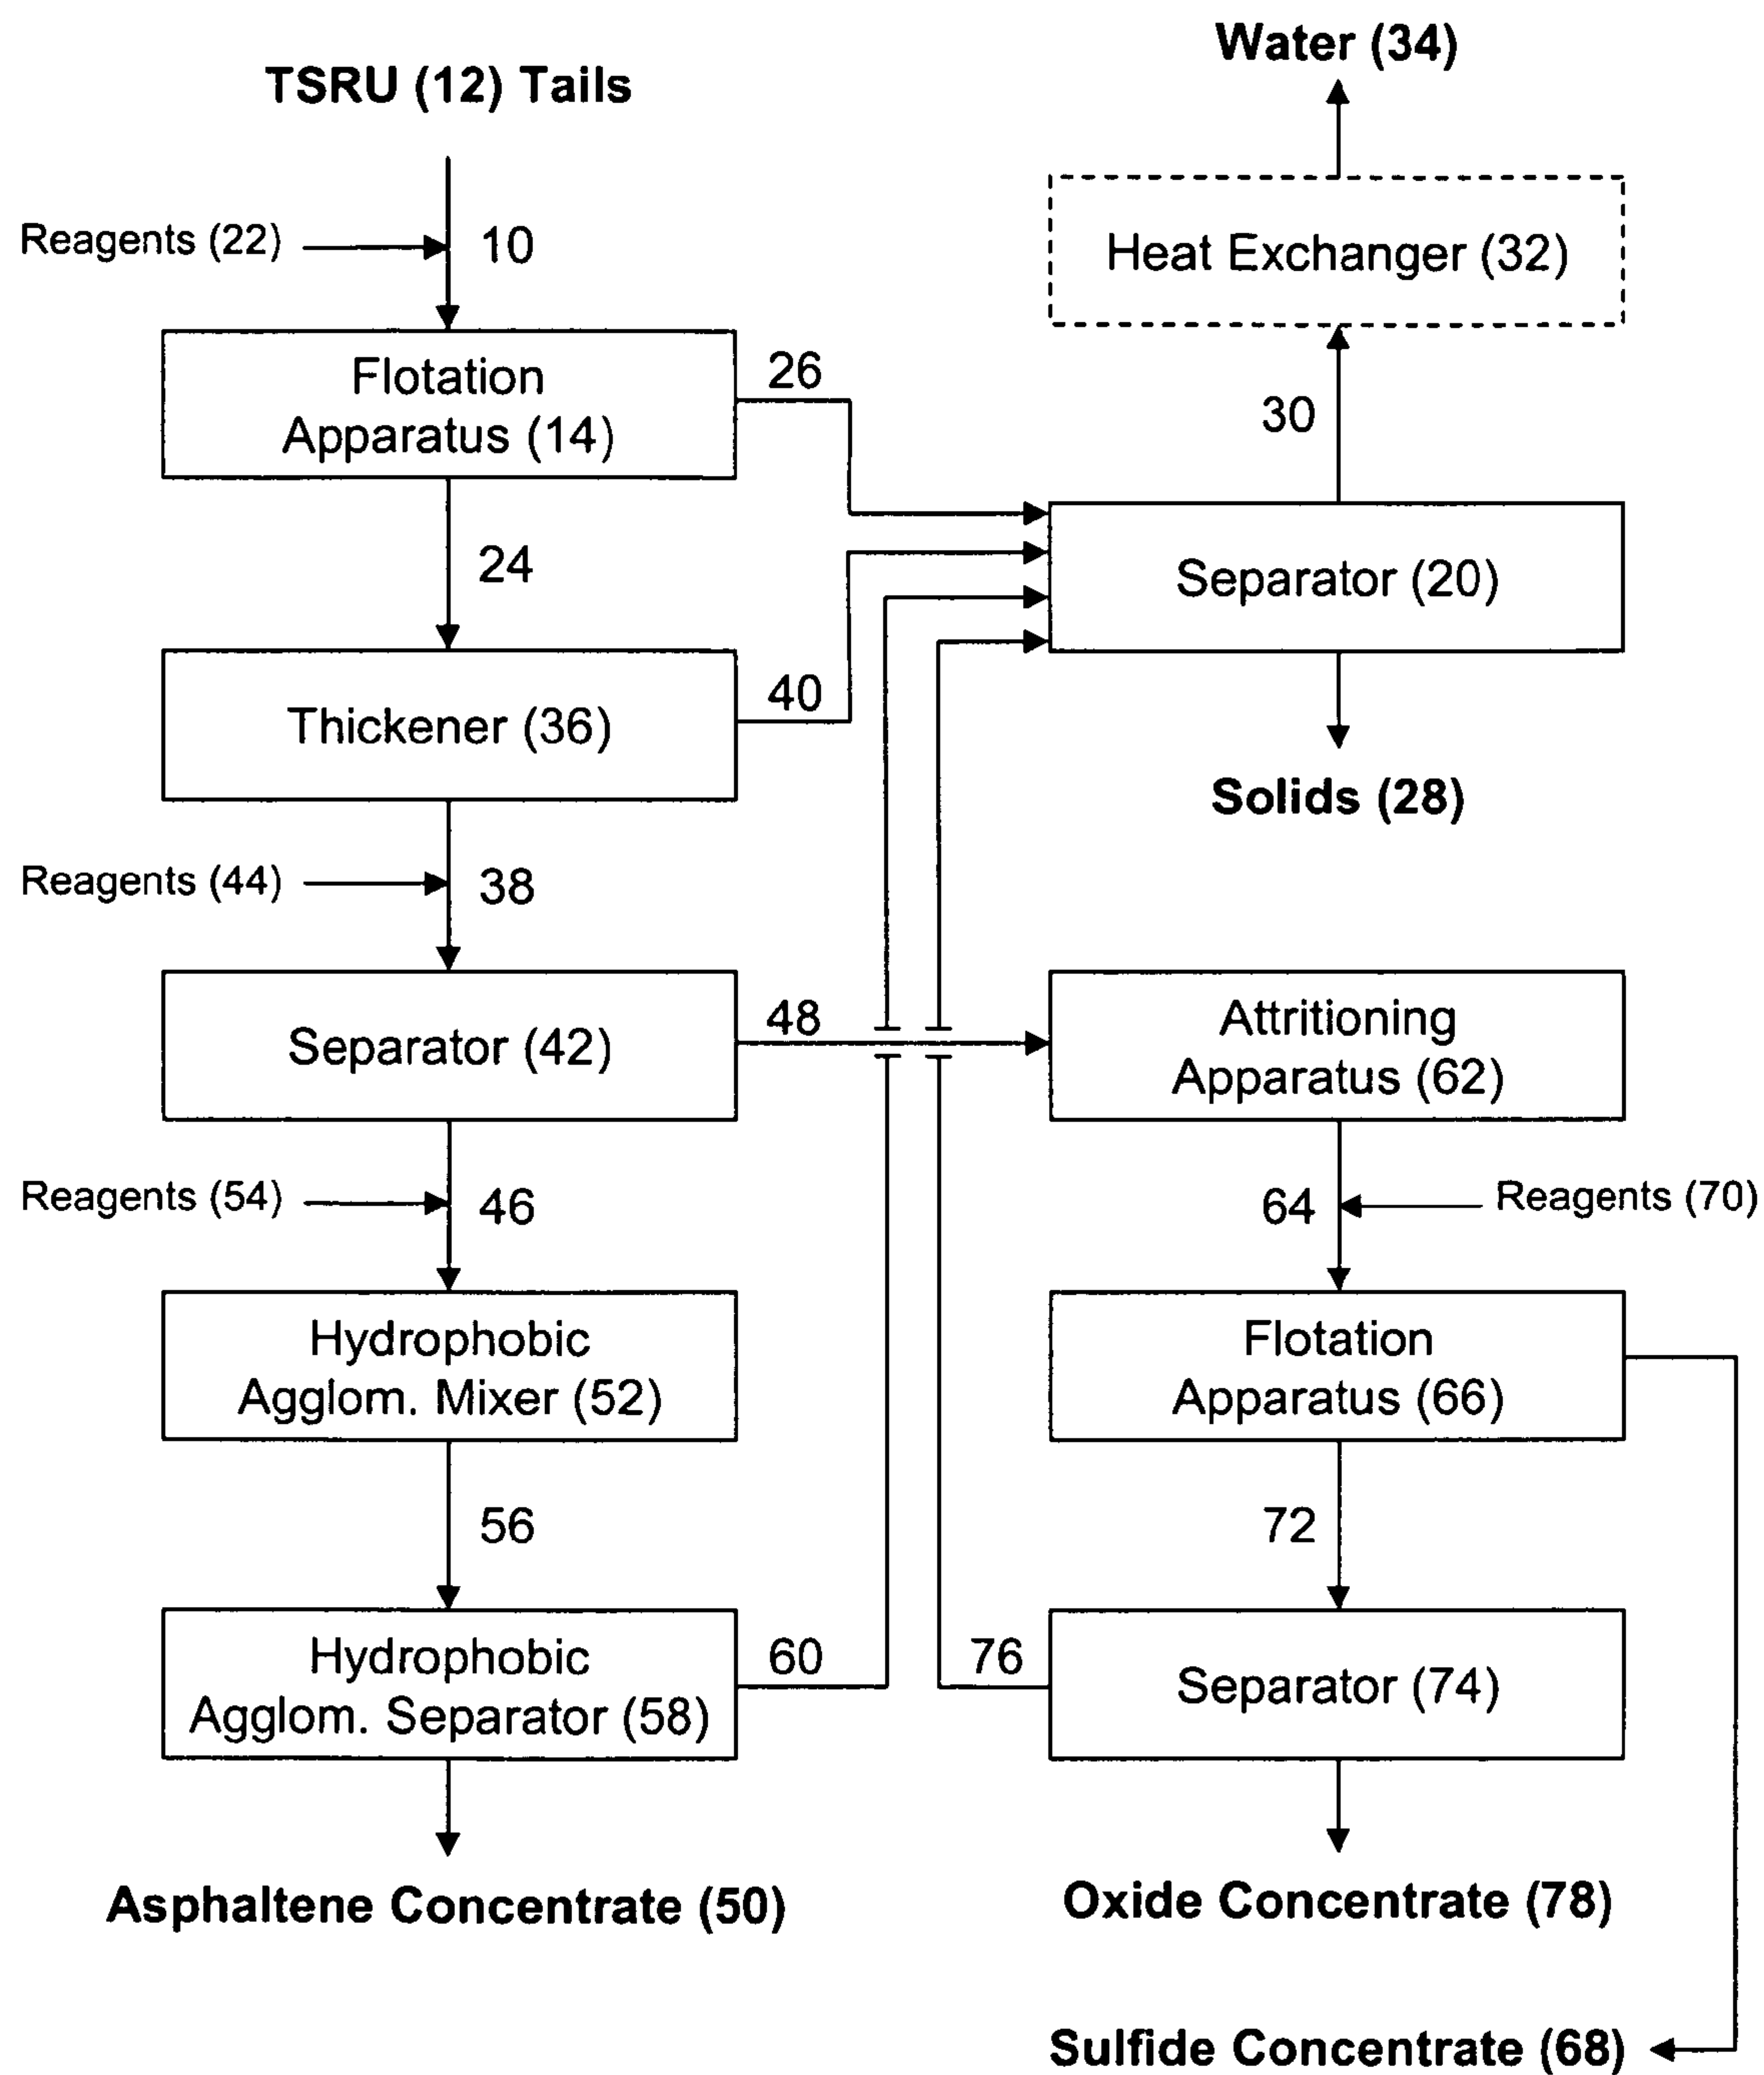 Water (34)
TSRU (12) Tails
Reagents (22)
10
Heat Exchanger (32)
Flotation
Apparatus (14)
26
30
24
Separator (20)
Thickener (36)
40
Solids (28)
Reagents (44)
38
Separator (42)
48
Attritioning
Apparatus (62)
Reagents (54)
46
64
Reagents (70)
Hydrophobic
Agglom. Mixer (52)
Flotation
Apparatus (66)
56
72
Hydrophobic
Agglom. Separator (58)
60
76
Separator (74)
Asphaltene Concentrate (50)
Oxide Concentrate (78)
Sulfide Concentrate (68)